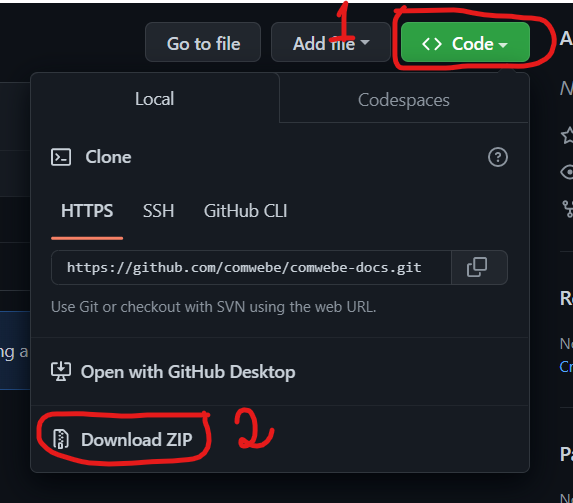 1
Go to file
Add file
<> Code
Local
Codespaces
Clone
HTTPS
SSH
GitHub CLI
https://github.com/comwebe/comwebe-docs.git
Use Git or checkout with SVN using the web URL.
ng a
Open with GitHub Desktop
Download ZIP
2
A
N
R
N
Cr
Pa
No